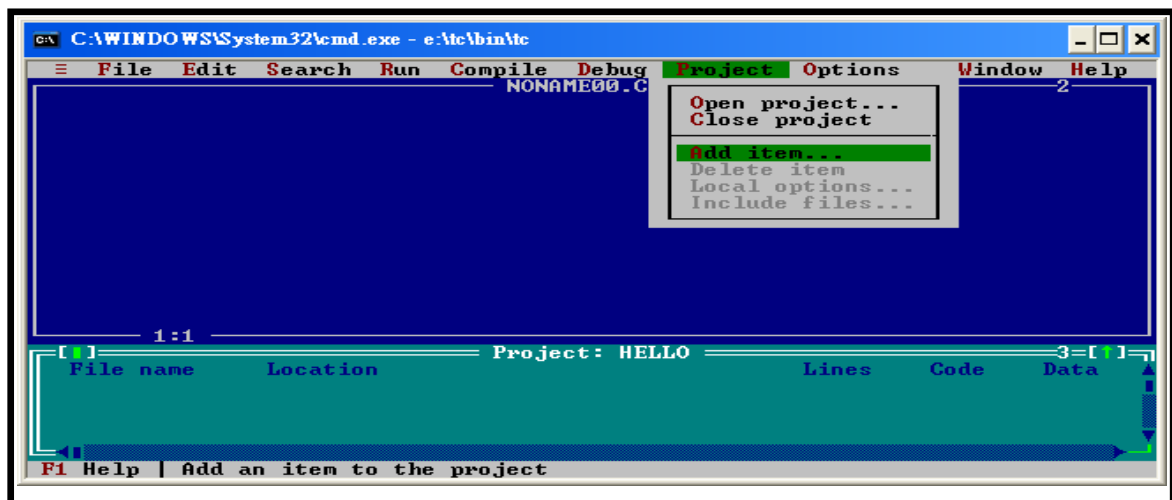 C:\WINDOWS\System32\cmd.exe - e:\tc\bin\tc
≡ File Edit Search Run Compile Debug Project Options Window Help
NONAME00.C 2
Open project...
Close project
Add item...
Delete item
Local options...
Include files...
1:1
Project: HELLO 3=[↑]
File name Location Lines Code Data
F1 Help | Add an item to the project